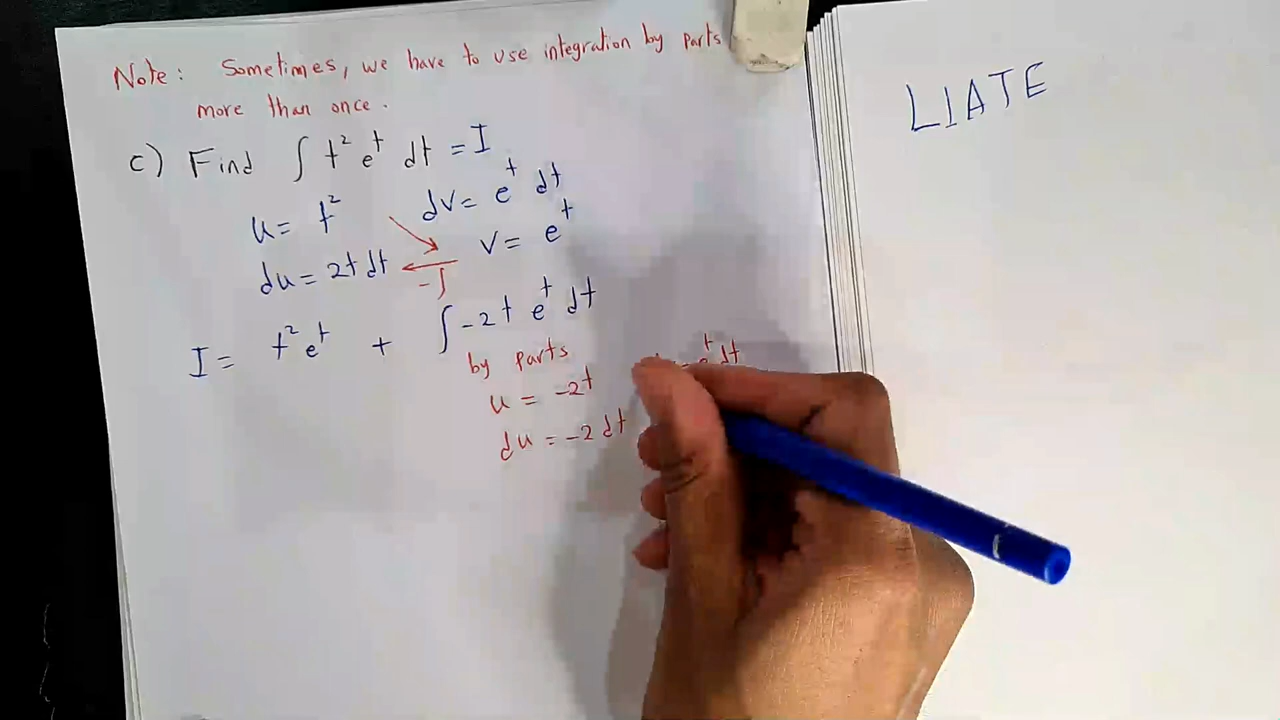 Note: Sometimes, we have to use integration by parts
more than once.
LIATE
c) Find ∫ t² e^t dt = I
u = t² dv = e^t dt
du = 2t dt v = e^t
-∫
I = t² e^t + ∫ -2t e^t dt
by parts
u = -2t e^t dt
du = -2 dt